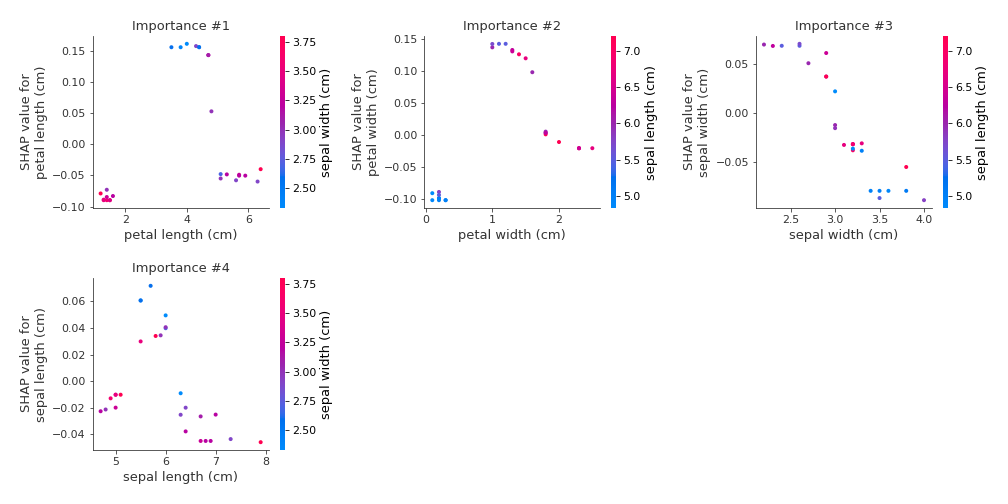 Importance #1
0.15
0.10
0.05
0.00
−0.05
−0.10
SHAP value for
petal length (cm)
2
4
6
petal length (cm)
3.75
3.50
3.25
3.00
2.75
2.50
sepal width (cm)
Importance #2
0.15
0.10
0.05
0.00
−0.05
−0.10
SHAP value for
petal width (cm)
0
1
2
petal width (cm)
7.0
6.5
6.0
5.5
5.0
sepal length (cm)
Importance #3
0.05
0.00
−0.05
SHAP value for
sepal width (cm)
2.5
3.0
3.5
4.0
sepal width (cm)
7.0
6.5
6.0
5.5
5.0
sepal length (cm)
Importance #4
0.06
0.04
0.02
0.00
−0.02
−0.04
SHAP value for
sepal length (cm)
5
6
7
8
sepal length (cm)
3.75
3.50
3.25
3.00
2.75
2.50
sepal width (cm)